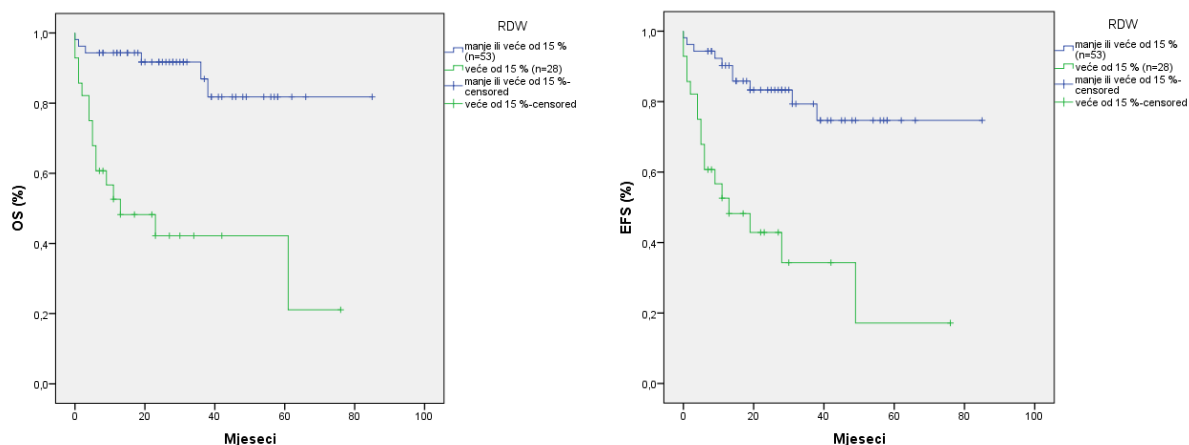 RDW
manje ili veće od 15 %
(n=53)
veće od 15 % (n=28)
manje ili veće od 15 %-
censored
veće od 15 %-censored
OS (%)
1,0
0,8
0,6
0,4
0,2
0,0
0 20 40 60 80 100
Mjeseci
RDW
manje ili veće od 15 %
(n=53)
veće od 15 % (n=28)
manje ili veće od 15 %-
censored
veće od 15 %-censored
EFS (%)
1,0
0,8
0,6
0,4
0,2
0,0
0 20 40 60 80 100
Mjeseci